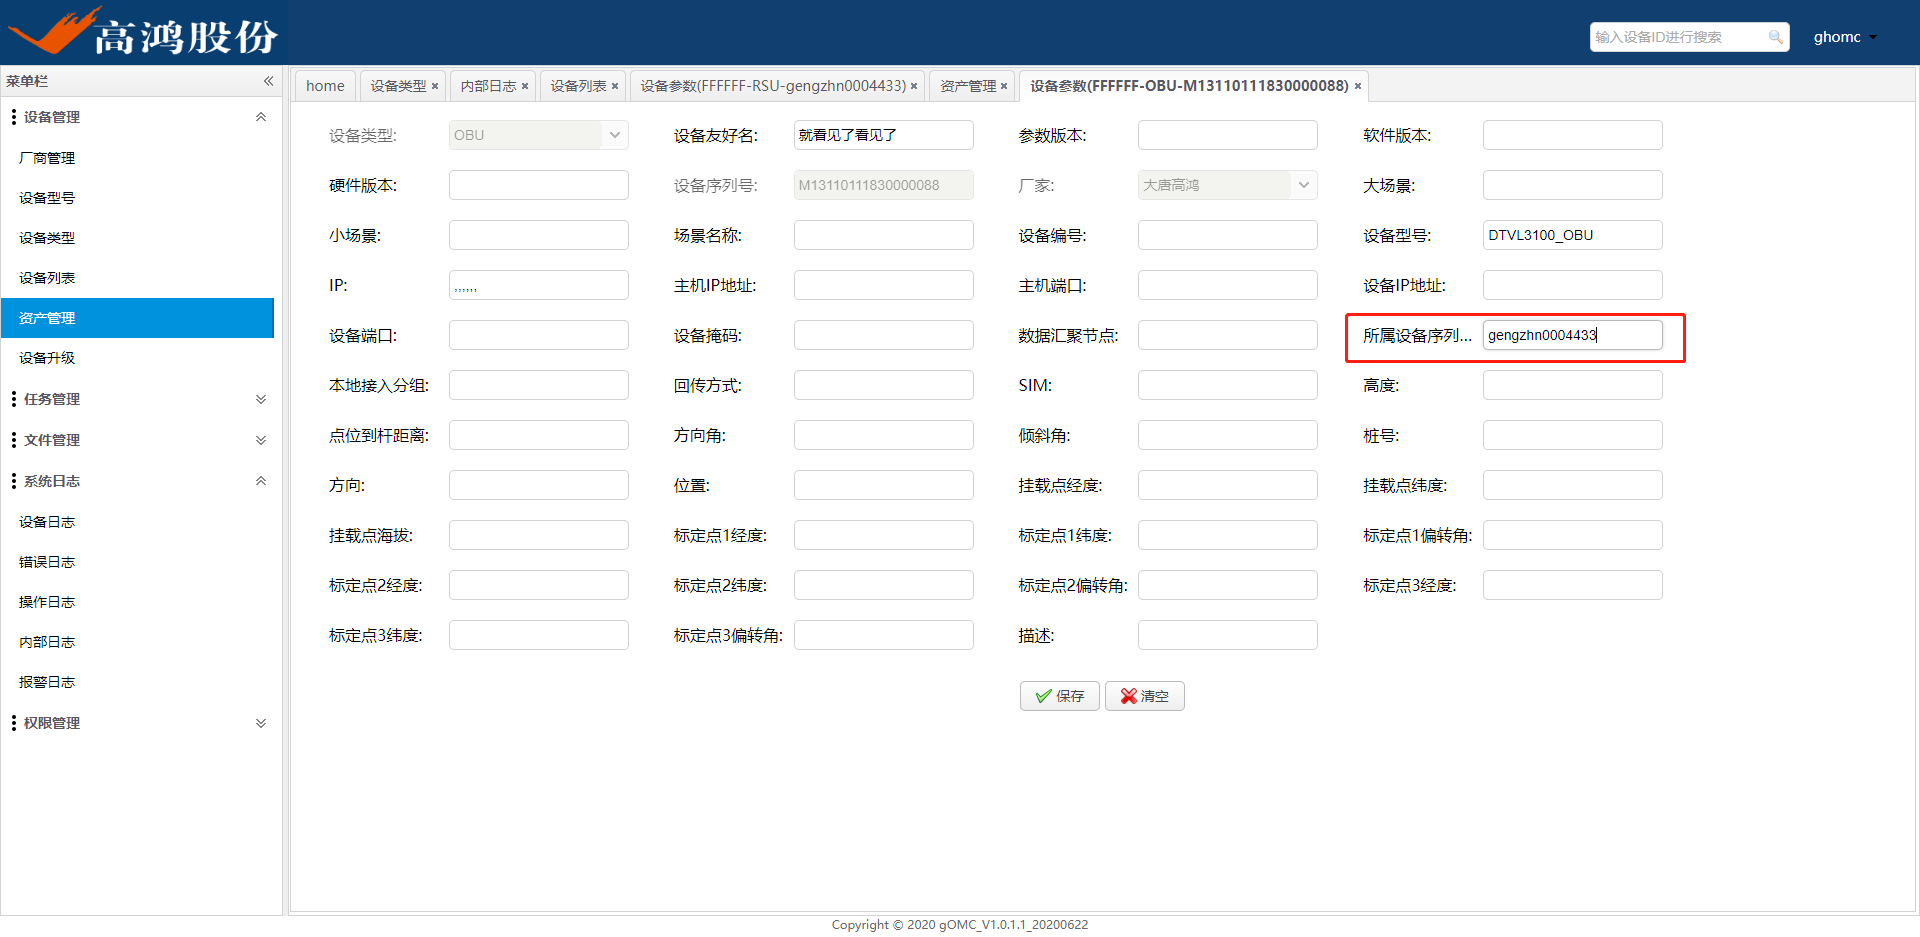 高鸿股份
输入设备ID进行搜索
ghomc
菜单栏
home
设备类型
内部日志
设备列表
设备参数(FFFFFF-RSU-gengzhn0004433)
资产管理
设备参数(FFFFFF-OBU-M13110111830000088)
设备管理
厂商管理
设备型号
设备类型
设备列表
资产管理
设备升级
任务管理
文件管理
系统日志
设备日志
错误日志
操作日志
内部日志
报警日志
权限管理
设备类型: OBU 设备友好名: 就看见了看见了 参数版本: 软件版本:
硬件版本: 设备序列号: M13110111830000088 厂家: 大唐高鸿 大场景:
小场景: 场景名称: 设备编号: 设备型号: DTVL3100_OBU
IP: ,,,,,, 主机IP地址: 主机端口: 设备IP地址:
设备端口: 设备掩码: 数据汇聚节点: 所属设备序列... gengzhn0004433
本地接入分组: 回传方式: SIM: 高度:
点位到杆距离: 方向角: 倾斜角: 桩号:
方向: 位置: 挂载点经度: 挂载点纬度:
挂载点海拔: 标定点1经度: 标定点1纬度: 标定点1偏转角:
标定点2经度: 标定点2纬度: 标定点2偏转角: 标定点3经度:
标定点3纬度: 标定点3偏转角: 描述:
保存 清空
Copyright © 2020 gOMC_V1.0.1.1_20200622